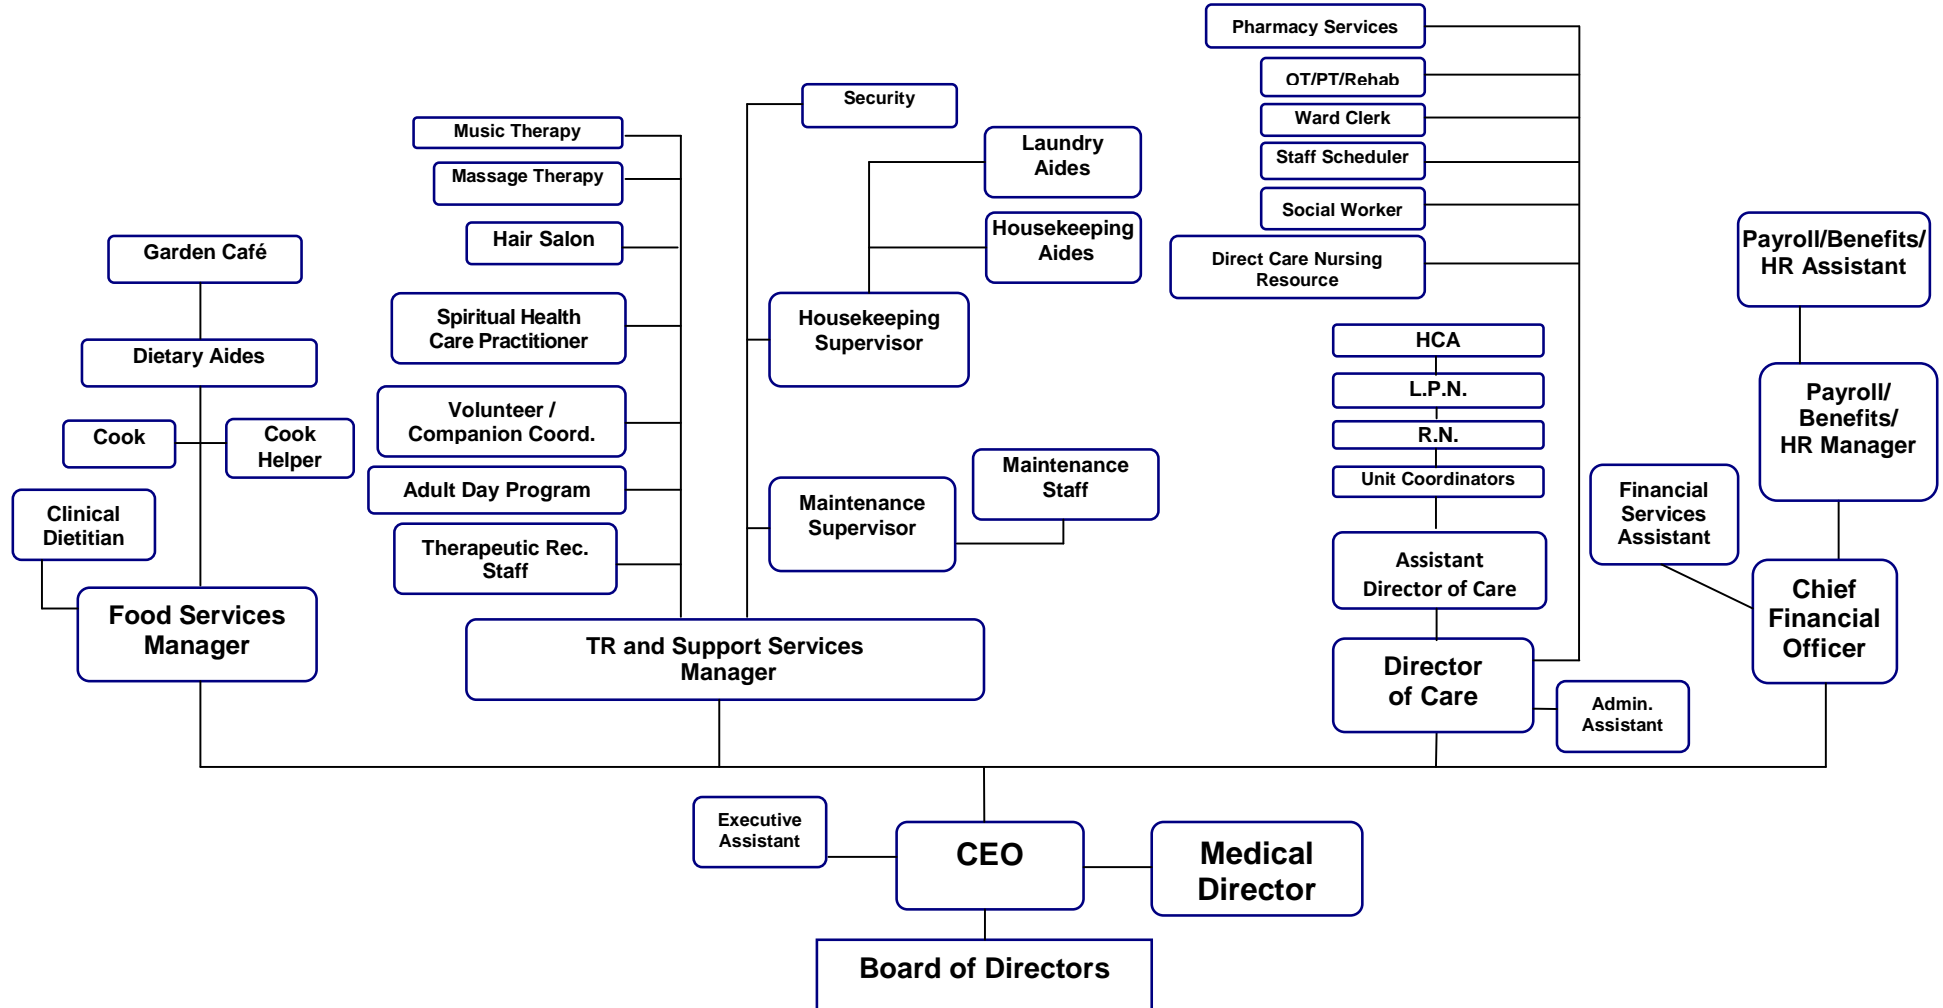 Pharmacy Services
OT/PT/Rehab
Ward Clerk
Staff Scheduler
Social Worker
Direct Care Nursing
Resource
Security
Laundry
Aides
Housekeeping
Aides
Housekeeping
Supervisor
Maintenance
Staff
Maintenance
Supervisor
Music Therapy
Massage Therapy
Hair Salon
Spiritual Health
Care Practitioner
Volunteer /
Companion Coord.
Adult Day Program
Therapeutic Rec.
Staff
Garden Café
Dietary Aides
Cook
Cook
Helper
Clinical
Dietitian
Food Services
Manager
TR and Support Services
Manager
HCA
L.P.N.
R.N.
Unit Coordinators
Assistant
Director of Care
Director
of Care
Admin.
Assistant
Payroll/Benefits/
HR Assistant
Payroll/
Benefits/
HR Manager
Financial
Services
Assistant
Chief
Financial
Officer
Executive
Assistant
CEO
Medical
Director
Board of Directors